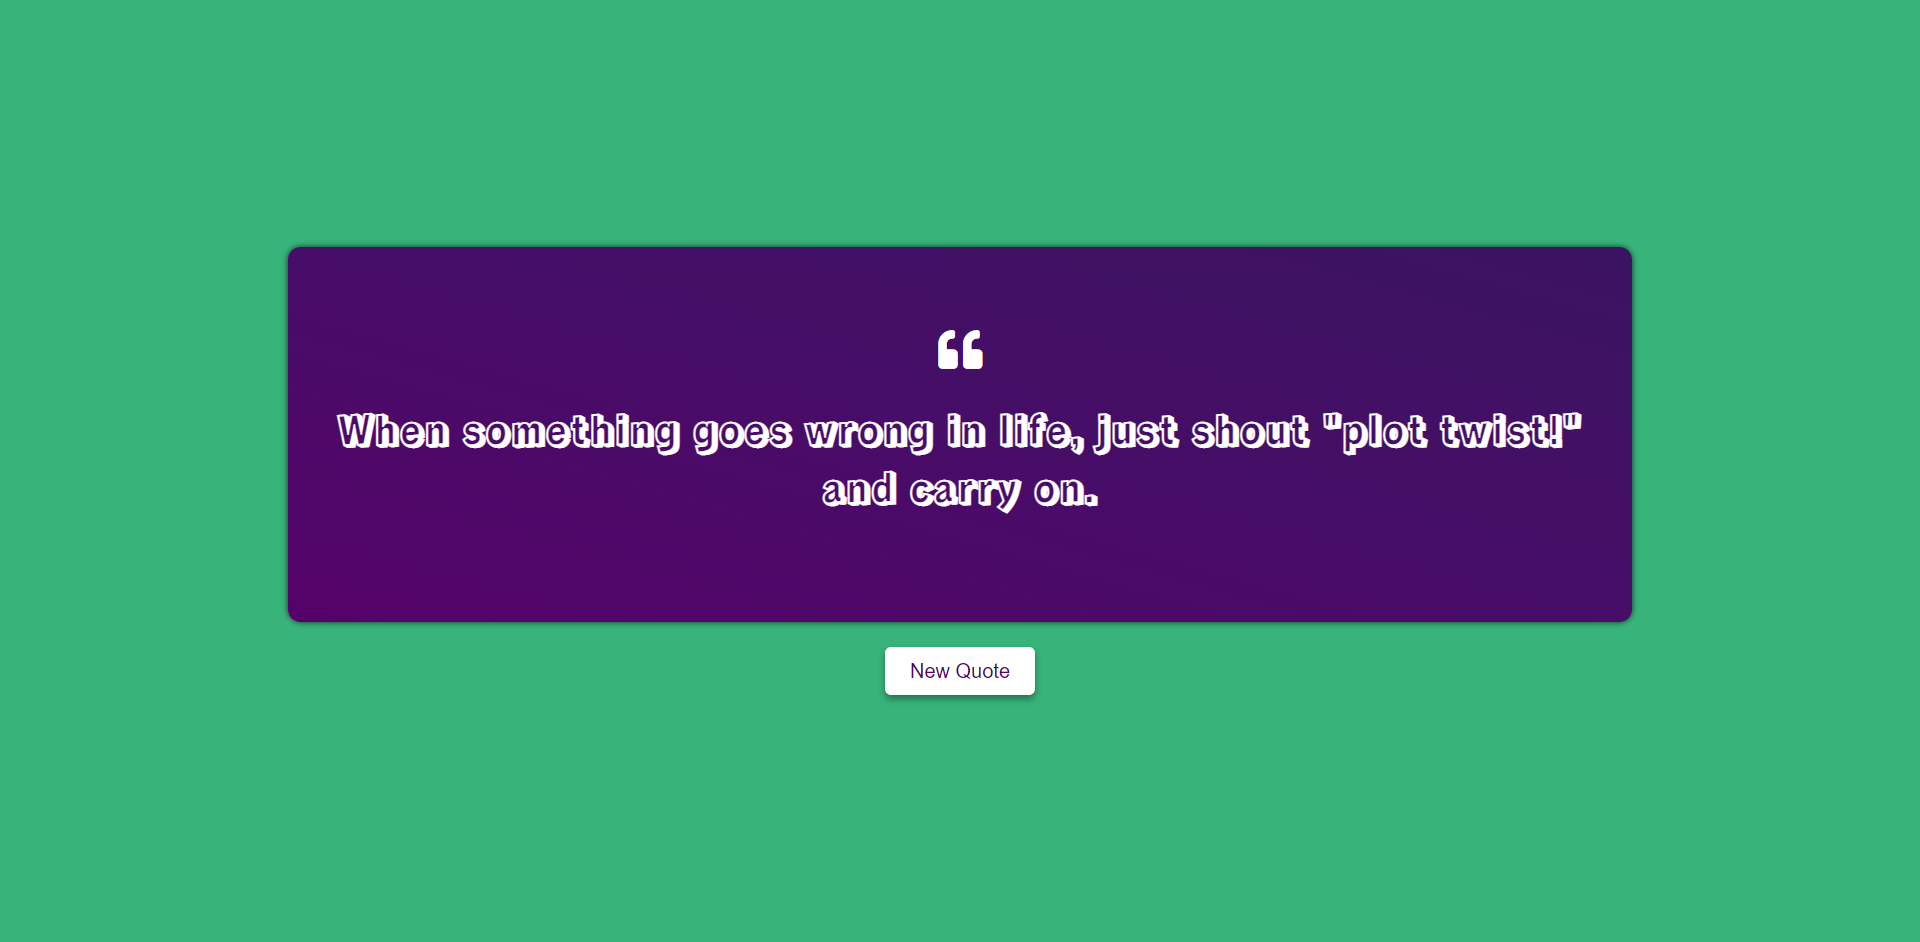 ❝
When something goes wrong in life, just shout "plot twist!"
and carry on.
New Quote